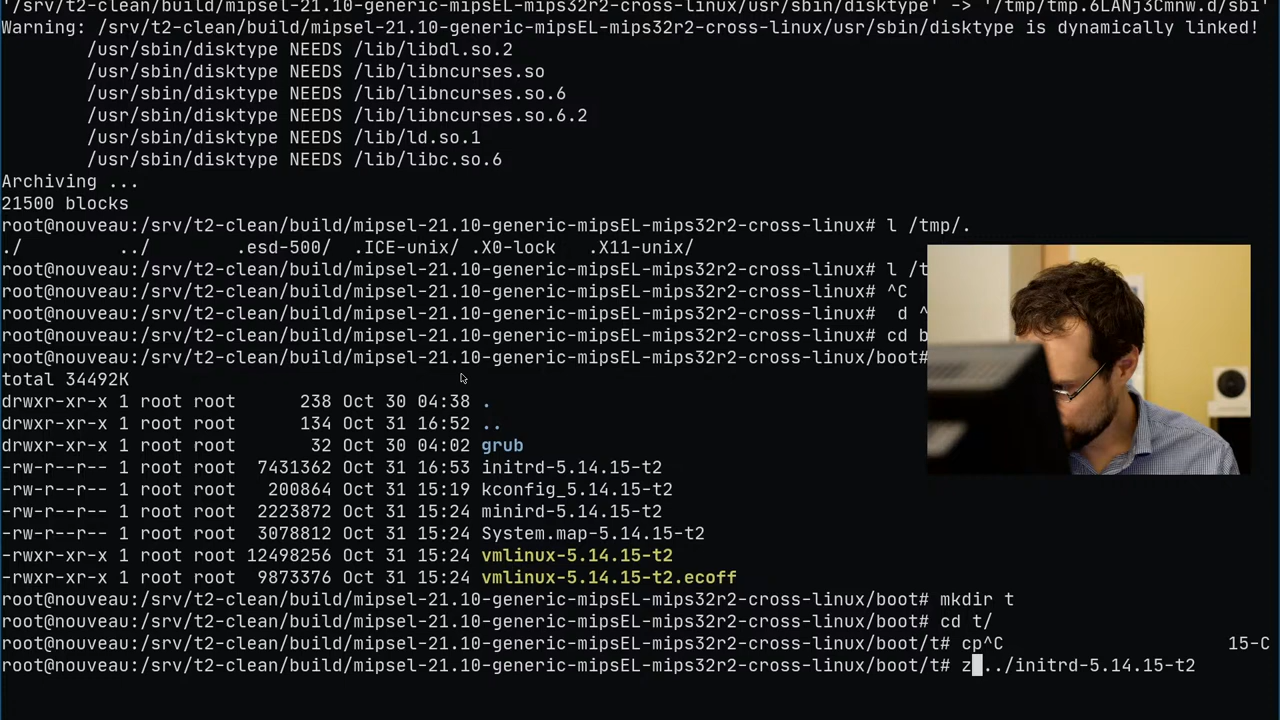 '/srv/t2-clean/build/mipsel-21.10-generic-mipsEL-mips32r2-cross-linux/usr/sbin/disktype' -> '/tmp/tmp.6LANj3Cmnw.d/sbi'
Warning: /srv/t2-clean/build/mipsel-21.10-generic-mipsEL-mips32r2-cross-linux/usr/sbin/disktype is dynamically linked!
/usr/sbin/disktype NEEDS /lib/libdl.so.2
/usr/sbin/disktype NEEDS /lib/libncurses.so
/usr/sbin/disktype NEEDS /lib/libncurses.so.6
/usr/sbin/disktype NEEDS /lib/libncurses.so.6.2
/usr/sbin/disktype NEEDS /lib/ld.so.1
/usr/sbin/disktype NEEDS /lib/libc.so.6
Archiving ...
21500 blocks
root@nouveau:/srv/t2-clean/build/mipsel-21.10-generic-mipsEL-mips32r2-cross-linux# l /tmp/.
./ ../ .esd-500/ .ICE-unix/ .X0-lock .X11-unix/
root@nouveau:/srv/t2-clean/build/mipsel-21.10-generic-mipsEL-mips32r2-cross-linux# l /t
root@nouveau:/srv/t2-clean/build/mipsel-21.10-generic-mipsEL-mips32r2-cross-linux# ^C
root@nouveau:/srv/t2-clean/build/mipsel-21.10-generic-mipsEL-mips32r2-cross-linux# d ^
root@nouveau:/srv/t2-clean/build/mipsel-21.10-generic-mipsEL-mips32r2-cross-linux# cd b
root@nouveau:/srv/t2-clean/build/mipsel-21.10-generic-mipsEL-mips32r2-cross-linux/boot#
total 34492K
drwxr-xr-x 1 root root 238 Oct 30 04:38 .
drwxr-xr-x 1 root root 134 Oct 31 16:52 ..
drwxr-xr-x 1 root root 32 Oct 30 04:02 grub
-rw-r--r-- 1 root root 7431362 Oct 31 16:53 initrd-5.14.15-t2
-rw-r--r-- 1 root root 200864 Oct 31 15:19 kconfig_5.14.15-t2
-rw-r--r-- 1 root root 2223872 Oct 31 15:24 minird-5.14.15-t2
-rw-r--r-- 1 root root 3078812 Oct 31 15:24 System.map-5.14.15-t2
-rwxr-xr-x 1 root root 12498256 Oct 31 15:24 vmlinux-5.14.15-t2
-rwxr-xr-x 1 root root 9873376 Oct 31 15:24 vmlinux-5.14.15-t2.ecoff
root@nouveau:/srv/t2-clean/build/mipsel-21.10-generic-mipsEL-mips32r2-cross-linux/boot# mkdir t
root@nouveau:/srv/t2-clean/build/mipsel-21.10-generic-mipsEL-mips32r2-cross-linux/boot# cd t/
root@nouveau:/srv/t2-clean/build/mipsel-21.10-generic-mipsEL-mips32r2-cross-linux/boot/t# cp^C 15-C
root@nouveau:/srv/t2-clean/build/mipsel-21.10-generic-mipsEL-mips32r2-cross-linux/boot/t# z ../initrd-5.14.15-t2